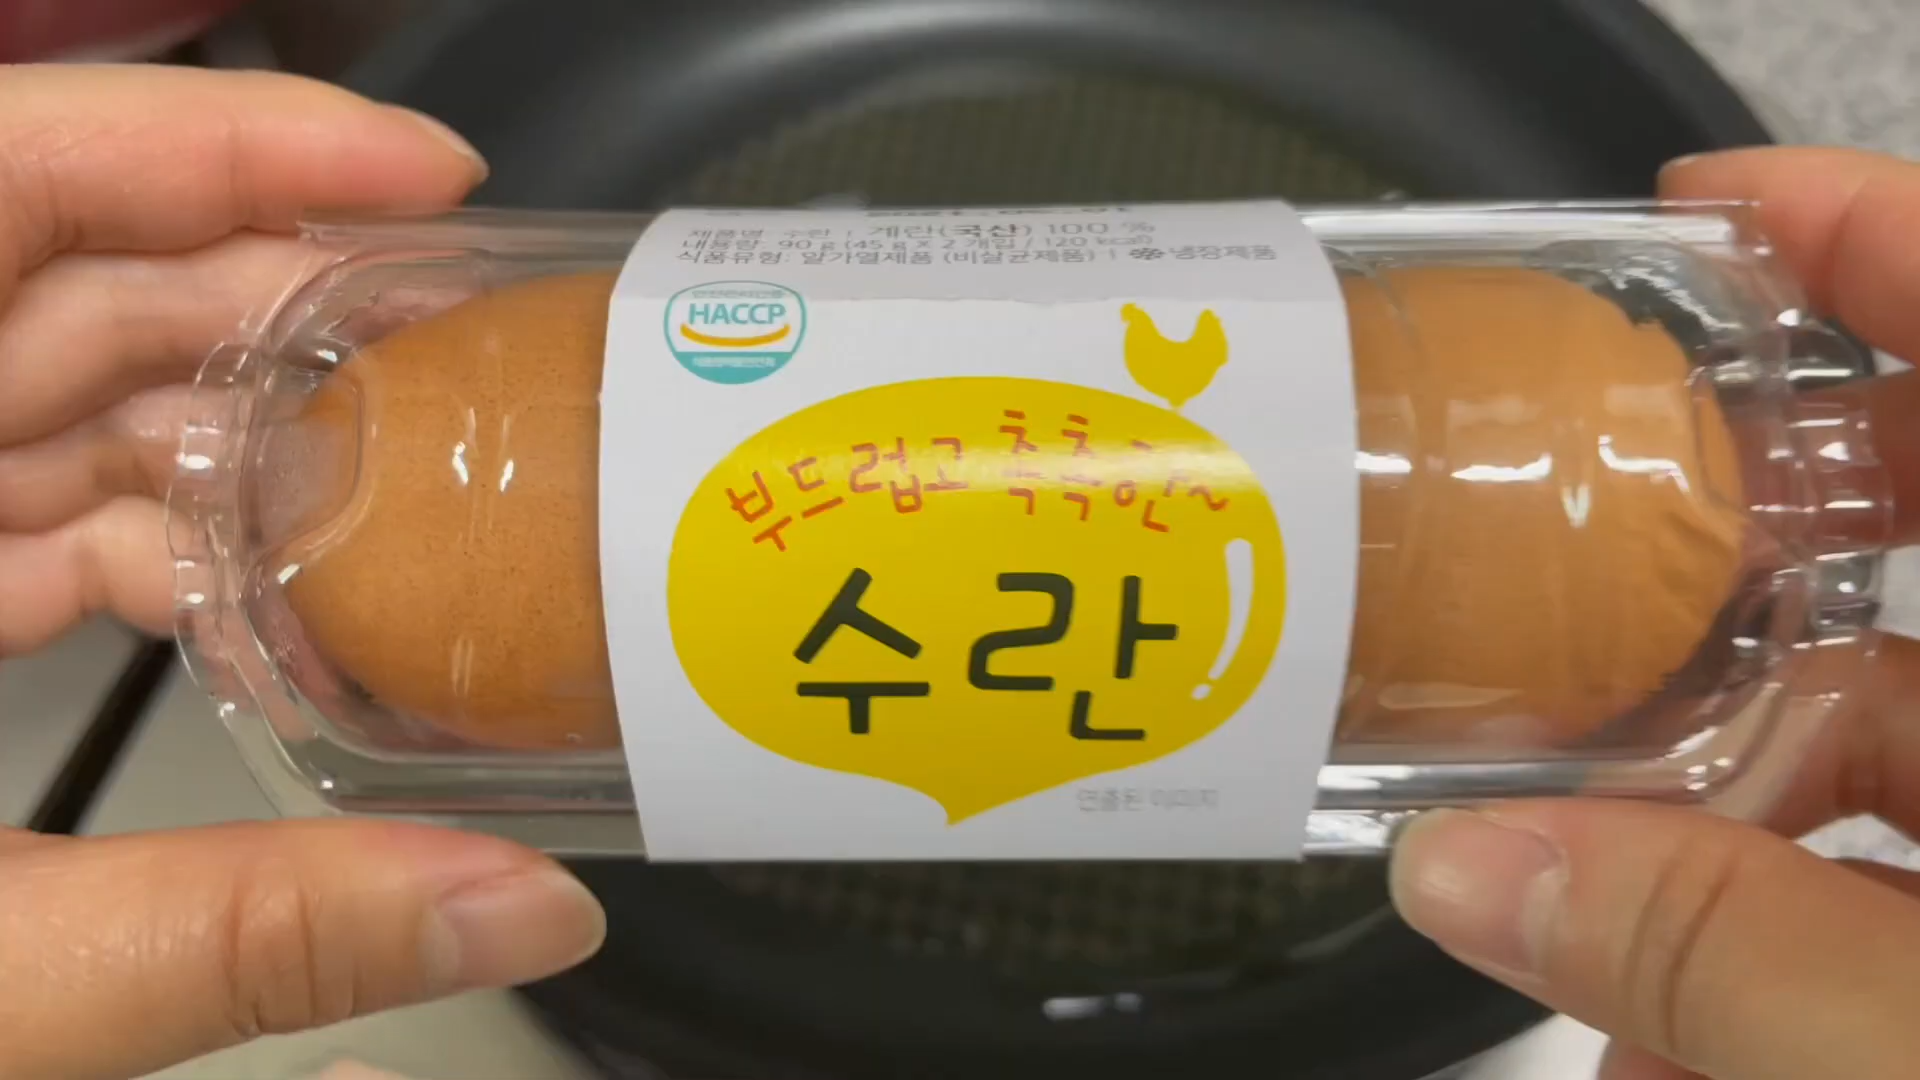 제품명: 수란 | 계란(국산) 100 %
내용량: 90 g (45 g X 2 개입 / 120 kcal)
식품유형: 알가열제품 (비살균제품) | 냉장제품
HACCP
부드럽고 촉촉한~
수란
연출된 이미지